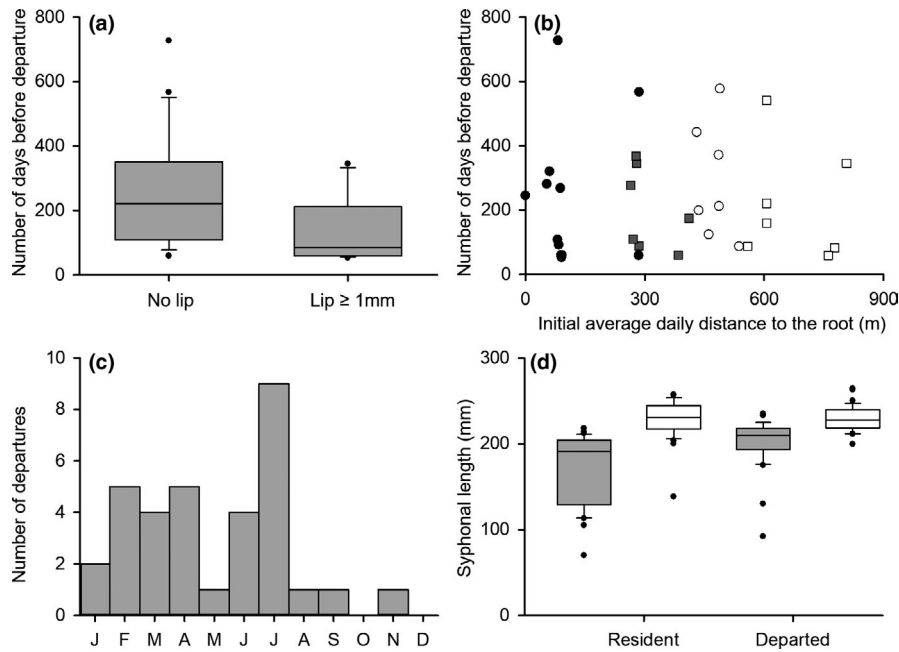 (a)
Number of days before departure
800
600
400
200
0
No lip
Lip ≥ 1mm
(b)
Number of days before departure
800
600
400
200
0
0 300 600 900
Initial average daily distance to the root (m)
(c)
Number of departures
10
8
6
4
2
0
J F M A M J J A S O N D
(d)
Syphonal length (mm)
300
200
100
0
Resident
Departed